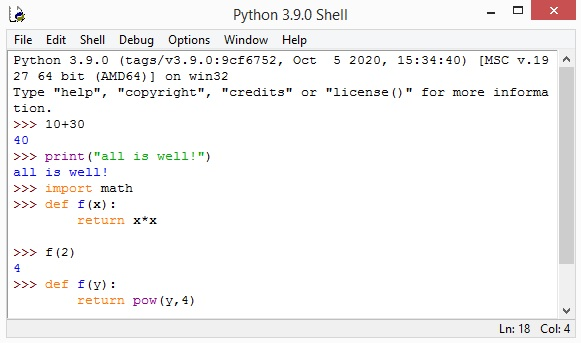 Python 3.9.0 Shell
File Edit Shell Debug Options Window Help
Python 3.9.0 (tags/v3.9.0:9cf6752, Oct  5 2020, 15:34:40) [MSC v.19
27 64 bit (AMD64)] on win32
Type "help", "copyright", "credits" or "license()" for more informa
tion.
>>> 10+30
40
>>> print("all is well!")
all is well!
>>> import math
>>> def f(x):
        return x*x
>>> f(2)
4
>>> def f(y):
        return pow(y,4)
Ln: 18 Col: 4